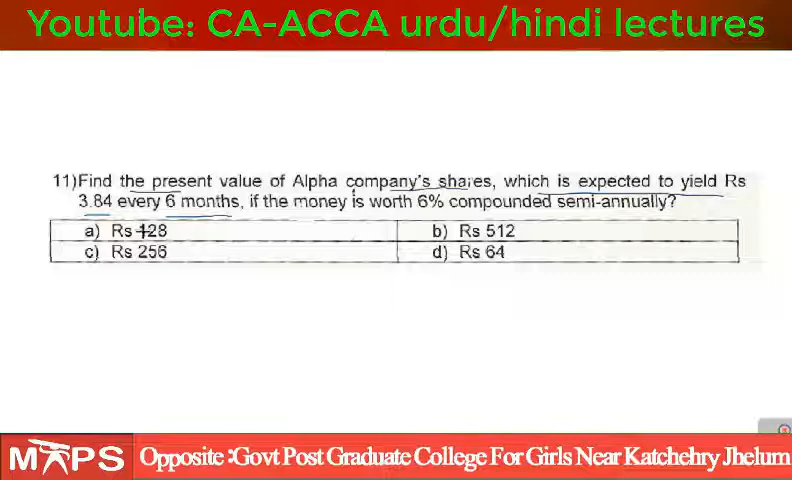 Youtube: CA-ACCA urdu/hindi lectures
11)Find the present value of Alpha company's shares, which is expected to yield Rs
3.84 every 6 months, if the money is worth 6% compounded semi-annually?
a) Rs 128 b) Rs 512
c) Rs 256 d) Rs 64
MAPS Opposite :Govt Post Graduate College For Girls Near Katchehry Jhelum